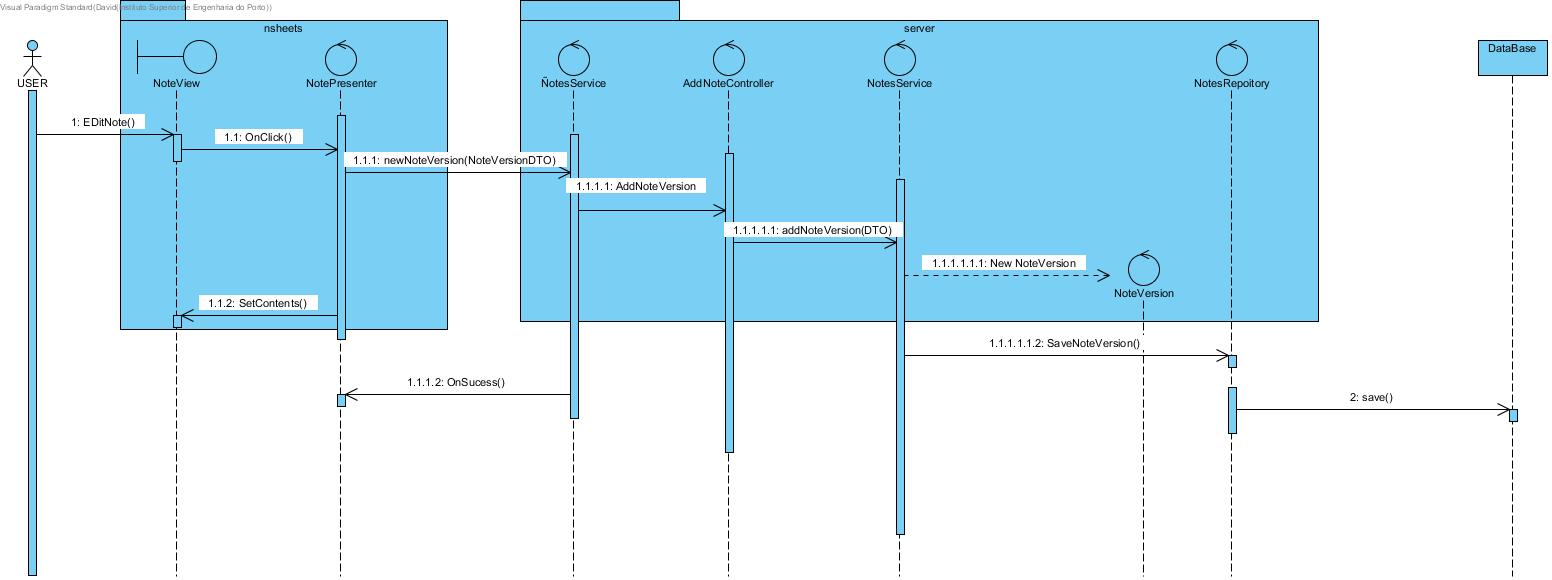 Visual Paradigm Standard(David(Instituto Superior de Engenharia do Porto))
nsheets
server
USER
NoteView
NotePresenter
ÑotesService
AddNoteController
NotesService
NotesRepoitory
DataBase
1: EDitNote()
1.1: OnClick()
1.1.1: newNoteVersion(NoteVersionDTO)
1.1.1.1: AddNoteVersion
1.1.1.1.1: addNoteVersion(DTO)
1.1.1.1.1.1: New NoteVersion
NoteVersion
1.1.2: SetContents()
1.1.1.1.1.2: SaveNoteVersion()
1.1.1.2: OnSucess()
2: save()